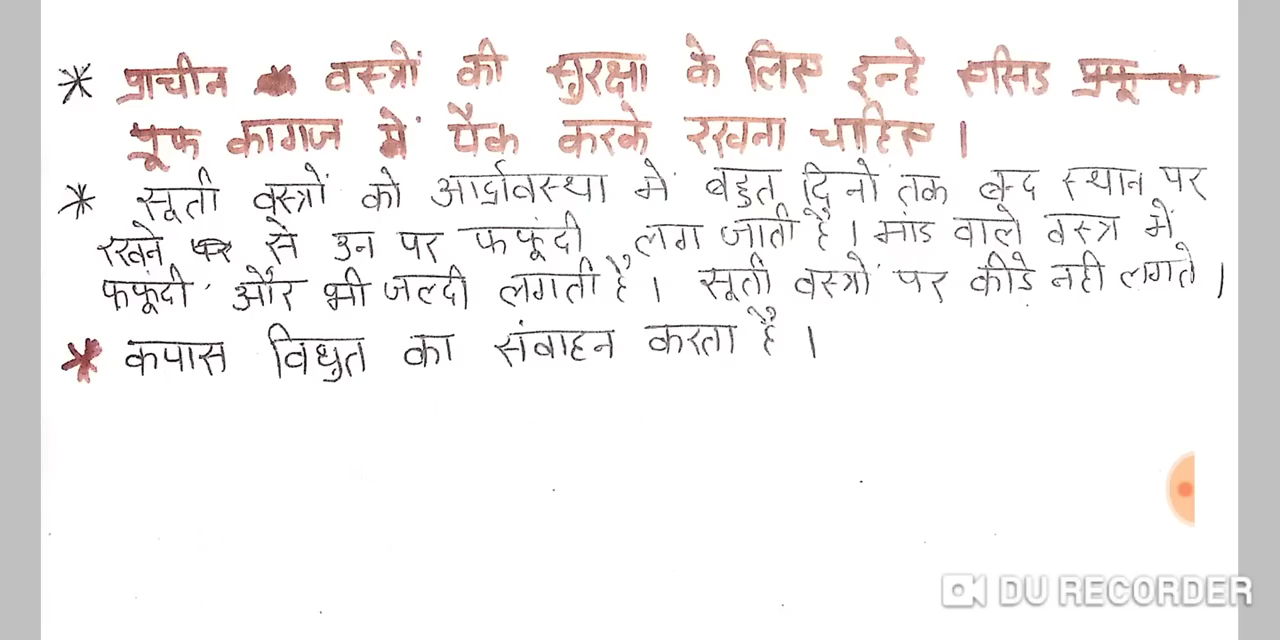 * प्राचीन वस्त्रों की सुरक्षा के लिए इन्हे एसिड प्रूफ के
प्रूफ कागज में पैक करके रखना चाहिए ।
* सूती वस्त्रों को आर्द्रावस्था में बहुत दिनो तक बन्द स्थान पर
रखने से उन पर फफूंदी लग जाती है । मांड वाले वस्त्र में
फफूंदी और भी जल्दी लगती है । सूती वस्त्रों पर कीडे नही लगते ।
* कपास विधुत का संवाहन करता है ।
DU RECORDER